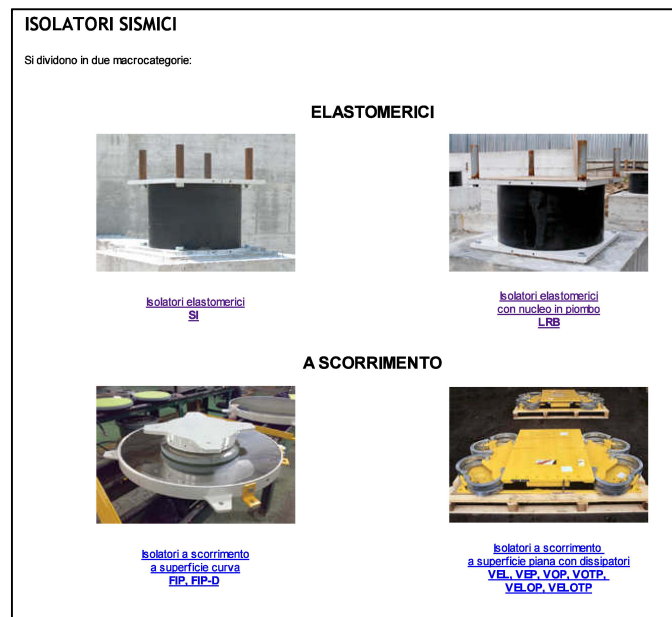 ISOLATORI SISMICI
Si dividono in due macrocategorie:
ELASTOMERICI
Isolatori elastomerici
SI
Isolatori elastomerici
con nucleo in piombo
LRB
A SCORRIMENTO
Isolatori a scorrimento
a superficie curva
FIP, FIP-D
Isolatori a scorrimento
a superficie piana con dissipatori
VEL, VEP, VOP, VOTP,
VELOP, VELOTP